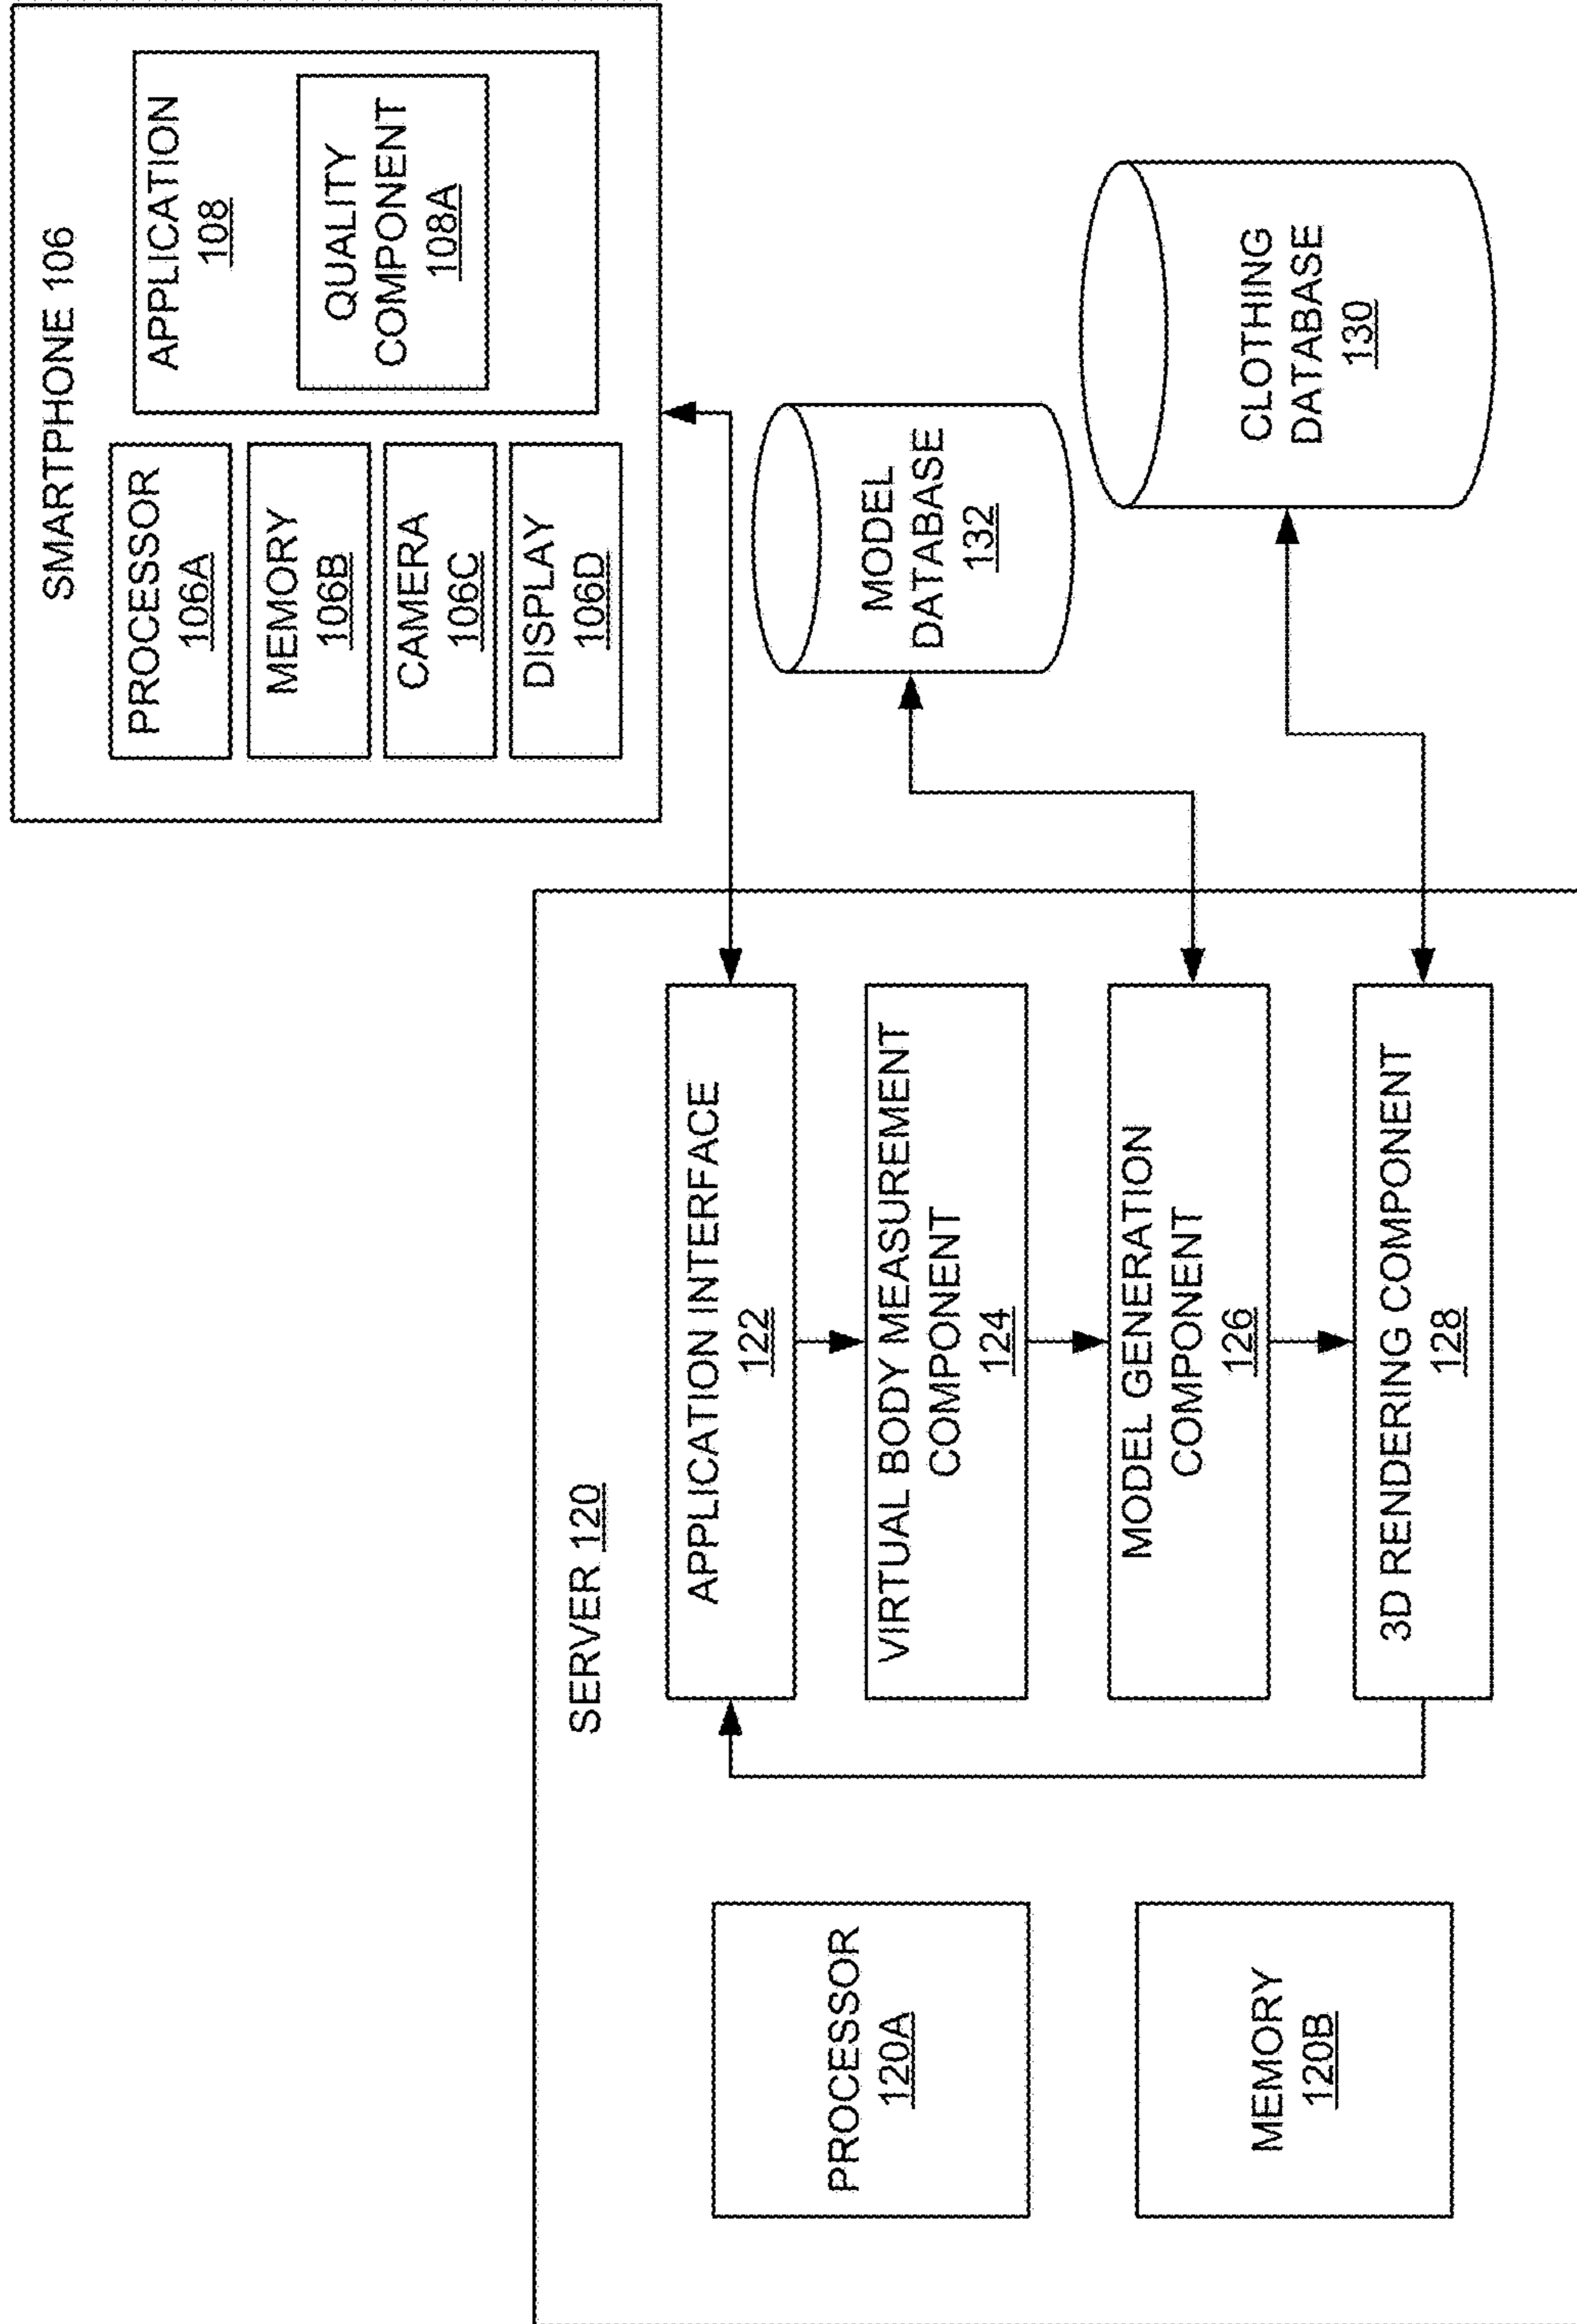 SMARTPHONE 106
PROCESSOR
106A
MEMORY
106B
CAMERA
106C
DISPLAY
106D
APPLICATION
108
QUALITY
COMPONENT
108A
SERVER 120
PROCESSOR
120A
MEMORY
120B
APPLICATION INTERFACE
122
VIRTUAL BODY MEASUREMENT
COMPONENT
124
MODEL GENERATION
COMPONENT
126
3D RENDERING COMPONENT
128
MODEL
DATABASE
132
CLOTHING
DATABASE
130